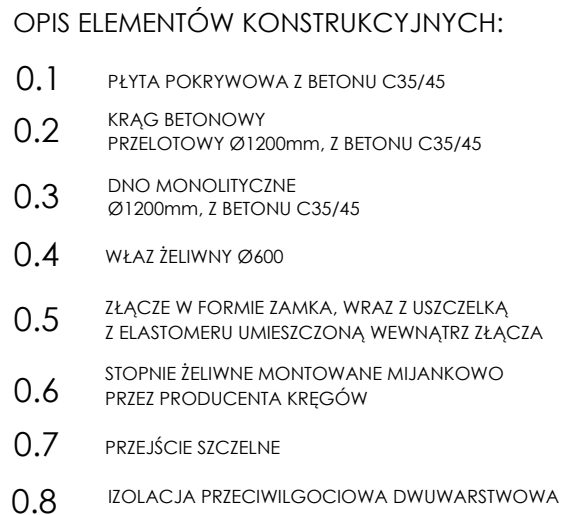 OPIS ELEMENTÓW KONSTRUKCYJNYCH:
0.1 PŁYTA POKRYWOWA Z BETONU C35/45
0.2 KRĄG BETONOWY
PRZELOTOWY Ø1200mm, Z BETONU C35/45
0.3 DNO MONOLITYCZNE
Ø1200mm, Z BETONU C35/45
0.4 WŁAZ ŻELIWNY Ø600
0.5 ZŁĄCZE W FORMIE ZAMKA, WRAZ Z USZCZELKĄ
Z ELASTOMERU UMIESZCZONĄ WEWNĄTRZ ZŁĄCZA
0.6 STOPNIE ŻELIWNE MONTOWANE MIJANKOWO
PRZEZ PRODUCENTA KRĘGÓW
0.7 PRZEJŚCIE SZCZELNE
0.8 IZOLACJA PRZECIWILGOCIOWA DWUWARSTWOWA